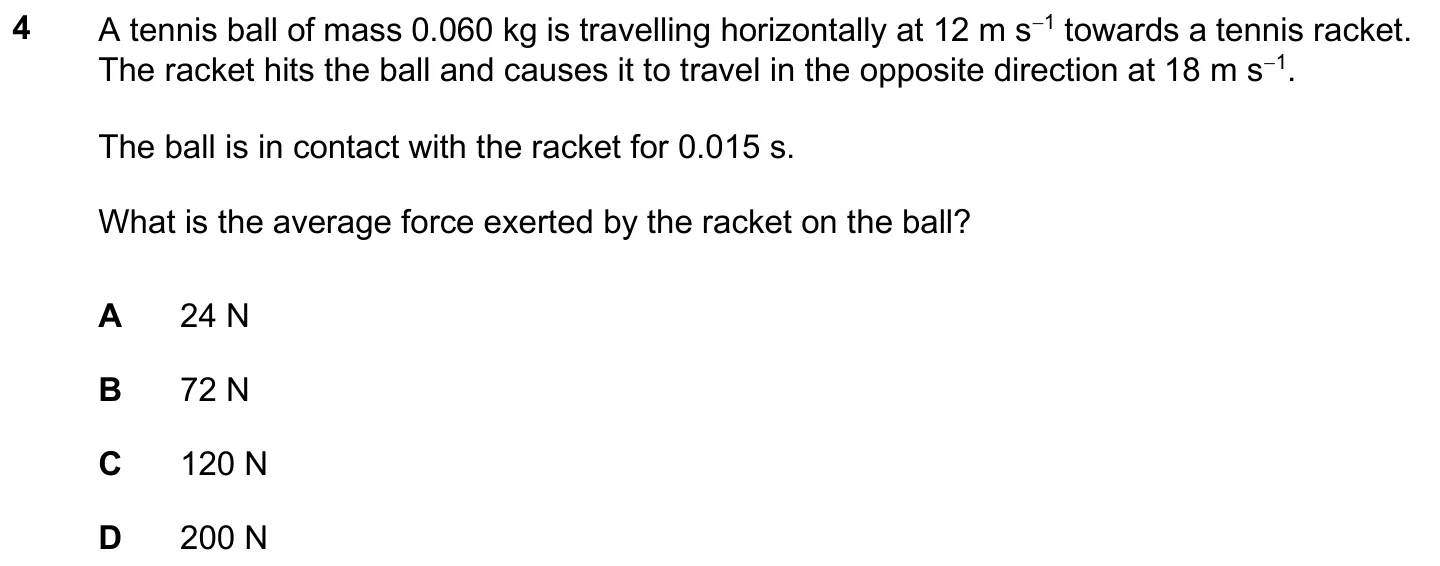 4 A tennis ball of mass 0.060 kg is travelling horizontally at 12 m s⁻¹ towards a tennis racket.
The racket hits the ball and causes it to travel in the opposite direction at 18 m s⁻¹.
The ball is in contact with the racket for 0.015 s.
What is the average force exerted by the racket on the ball?
A 24 N
B 72 N
C 120 N
D 200 N